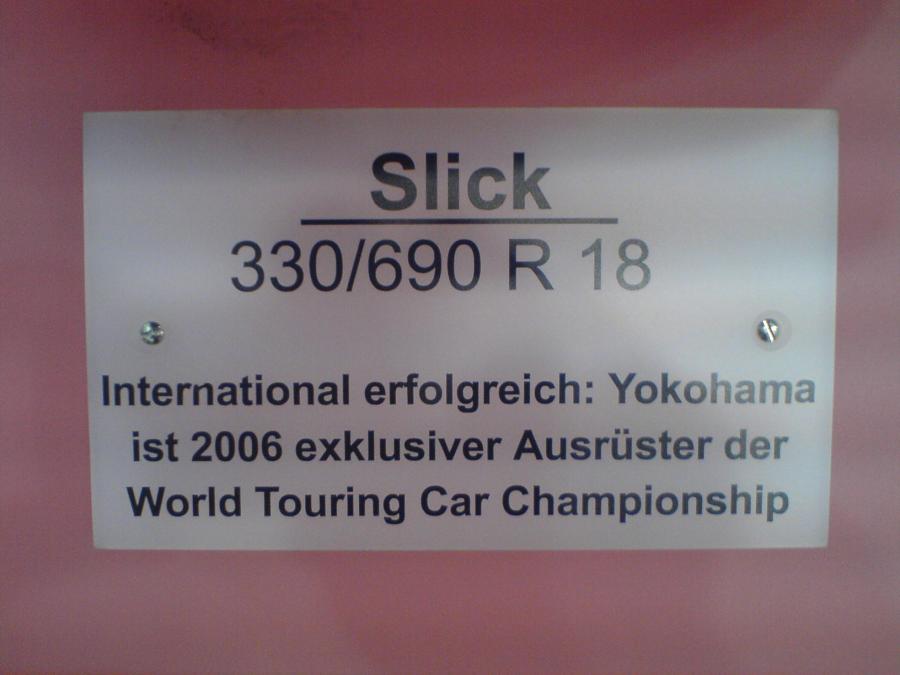 Slick
330/690 R 18
International erfolgreich: Yokohama
ist 2006 exklusiver Ausrüster der
World Touring Car Championship